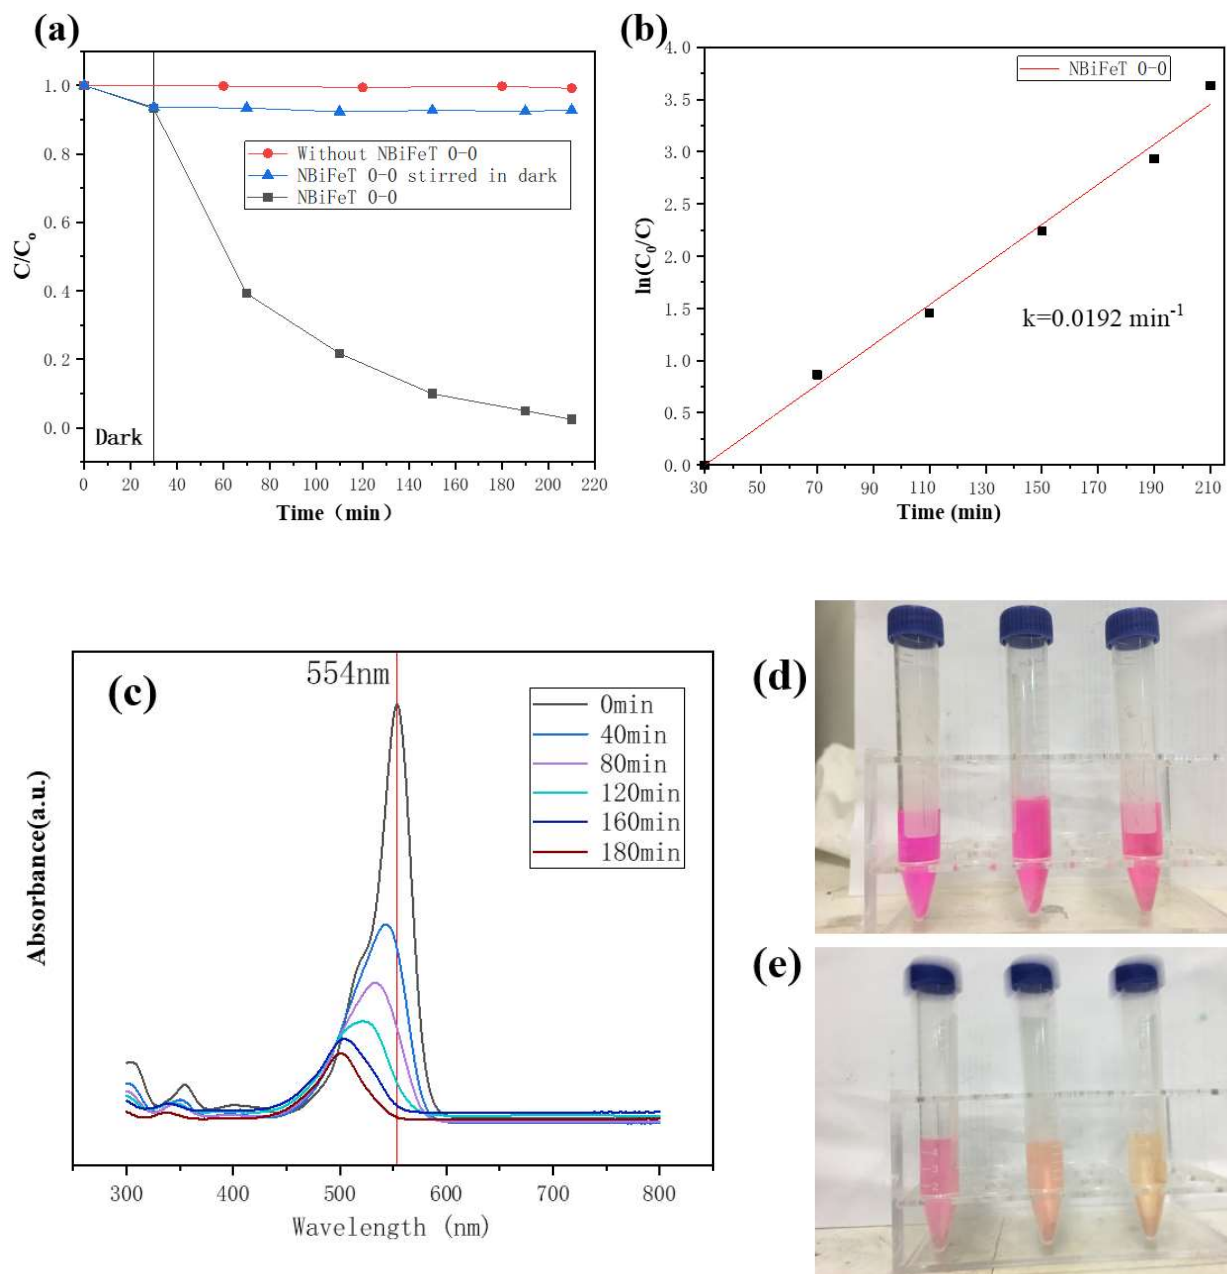 (a)
1.0
0.8
0.6
0.4
0.2
0.0
C/Co
Without NBiFeT 0-0
NBiFeT 0-0 stirred in dark
NBiFeT 0-0
Dark
0 20 40 60 80 100 120 140 160 180 200 220
Time (min)
(b)
4.0
3.5
3.0
2.5
2.0
1.5
1.0
0.5
0.0
ln(C0/C)
NBiFeT 0-0
k=0.0192 min-1
30 50 70 90 110 130 150 170 190 210
Time (min)
(c)
554nm
0min
40min
80min
120min
160min
180min
Absorbance(a.u.)
300 400 500 600 700 800
Wavelength (nm)
(d)
(e)